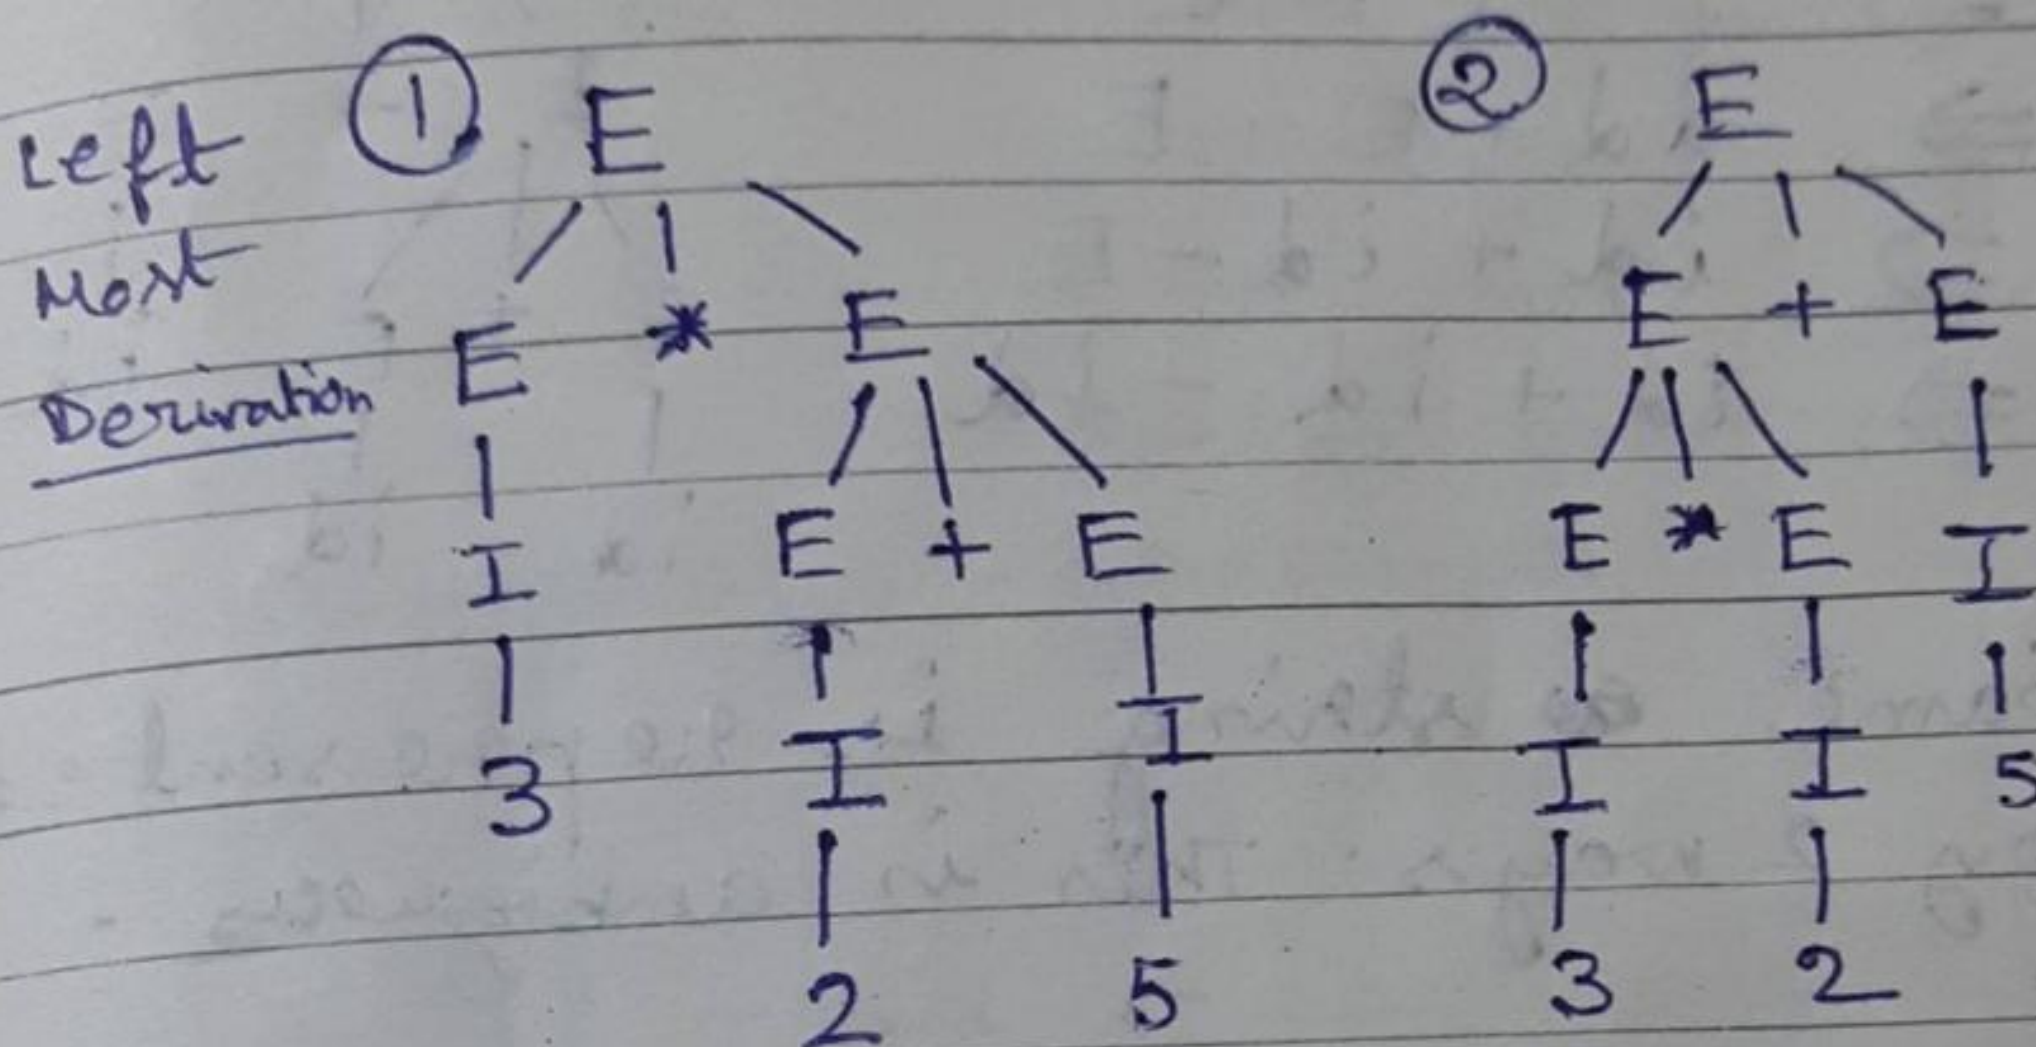 Left
Most
Derivation
① E
E * E
I E + E
3 I I
2 5
② E
E + E
E * E I
I I 5
3 2